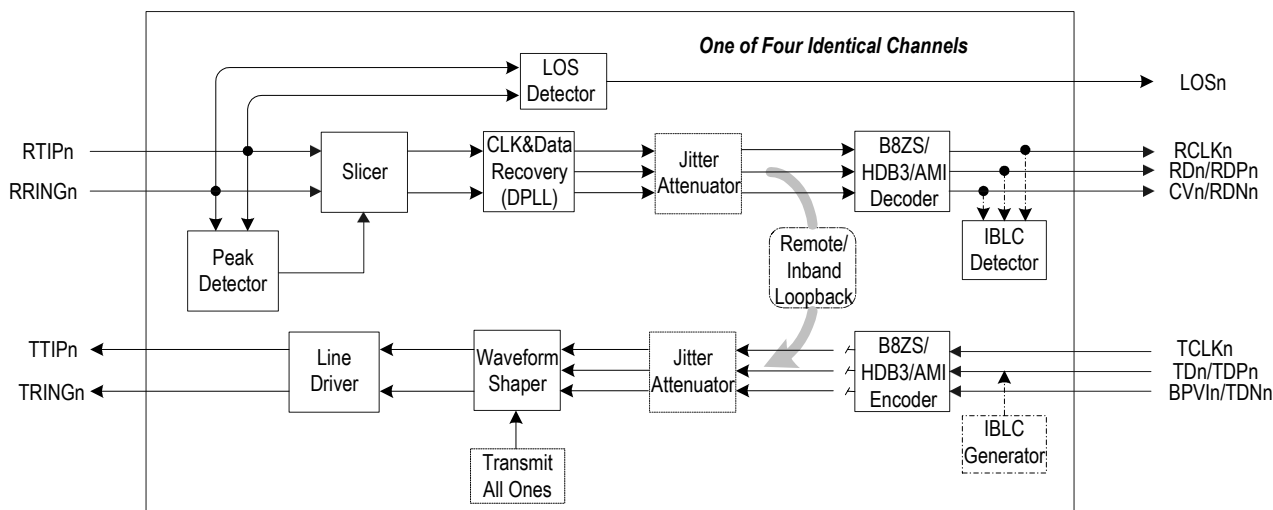 One of Four Identical Channels
LOS
Detector
LOSn
RTIPn
RRINGn
Slicer
CLK&Data
Recovery
(DPLL)
Jitter
Attenuator
B8ZS/
HDB3/AMI
Decoder
RCLKn
RDn/RDPn
CVn/RDNn
Peak
Detector
Remote/
Inband
Loopback
IBLC
Detector
TTIPn
TRINGn
Line
Driver
Waveform
Shaper
Jitter
Attenuator
B8ZS/
HDB3/AMI
Encoder
TCLKn
TDn/TDPn
BPVIn/TDNn
Transmit
All Ones
IBLC
Generator